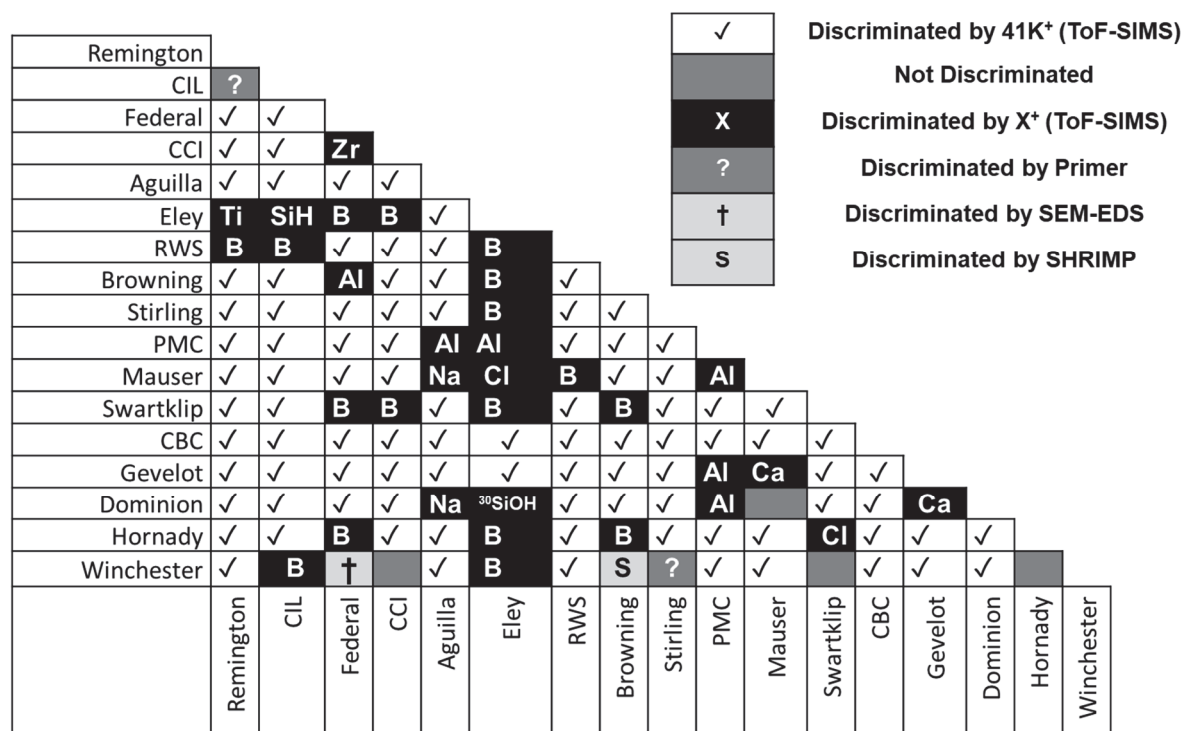 ✓ Discriminated by 41K⁺ (ToF-SIMS)
Not Discriminated
X Discriminated by X⁺ (ToF-SIMS)
? Discriminated by Primer
† Discriminated by SEM-EDS
S Discriminated by SHRIMP
Remington
CIL ?
Federal ✓ ✓
CCI ✓ ✓ Zr
Aguilla ✓ ✓ ✓ ✓
Eley Ti SiH B B ✓
RWS B B ✓ ✓ ✓ B
Browning ✓ ✓ Al ✓ ✓ B ✓
Stirling ✓ ✓ ✓ ✓ ✓ B ✓ ✓
PMC ✓ ✓ ✓ ✓ Al Al ✓ ✓ ✓
Mauser ✓ ✓ ✓ ✓ Na Cl B ✓ ✓ Al
Swartklip ✓ ✓ B B ✓ B ✓ B ✓ ✓ ✓
CBC ✓ ✓ ✓ ✓ ✓ ✓ ✓ ✓ ✓ ✓ ✓ ✓
Gevelot ✓ ✓ ✓ ✓ ✓ ✓ ✓ ✓ ✓ Al Ca ✓ ✓
Dominion ✓ ✓ ✓ ✓ Na ³⁰SiOH ✓ ✓ ✓ Al ✓ ✓ Ca
Hornady ✓ ✓ B ✓ ✓ B ✓ B ✓ ✓ ✓ Cl ✓ ✓ ✓
Winchester ✓ B † ✓ B ✓ S ? ✓ ✓ ✓ ✓ ✓
Remington
CIL
Federal
CCI
Aguilla
Eley
RWS
Browning
Stirling
PMC
Mauser
Swartklip
CBC
Gevelot
Dominion
Hornady
Winchester